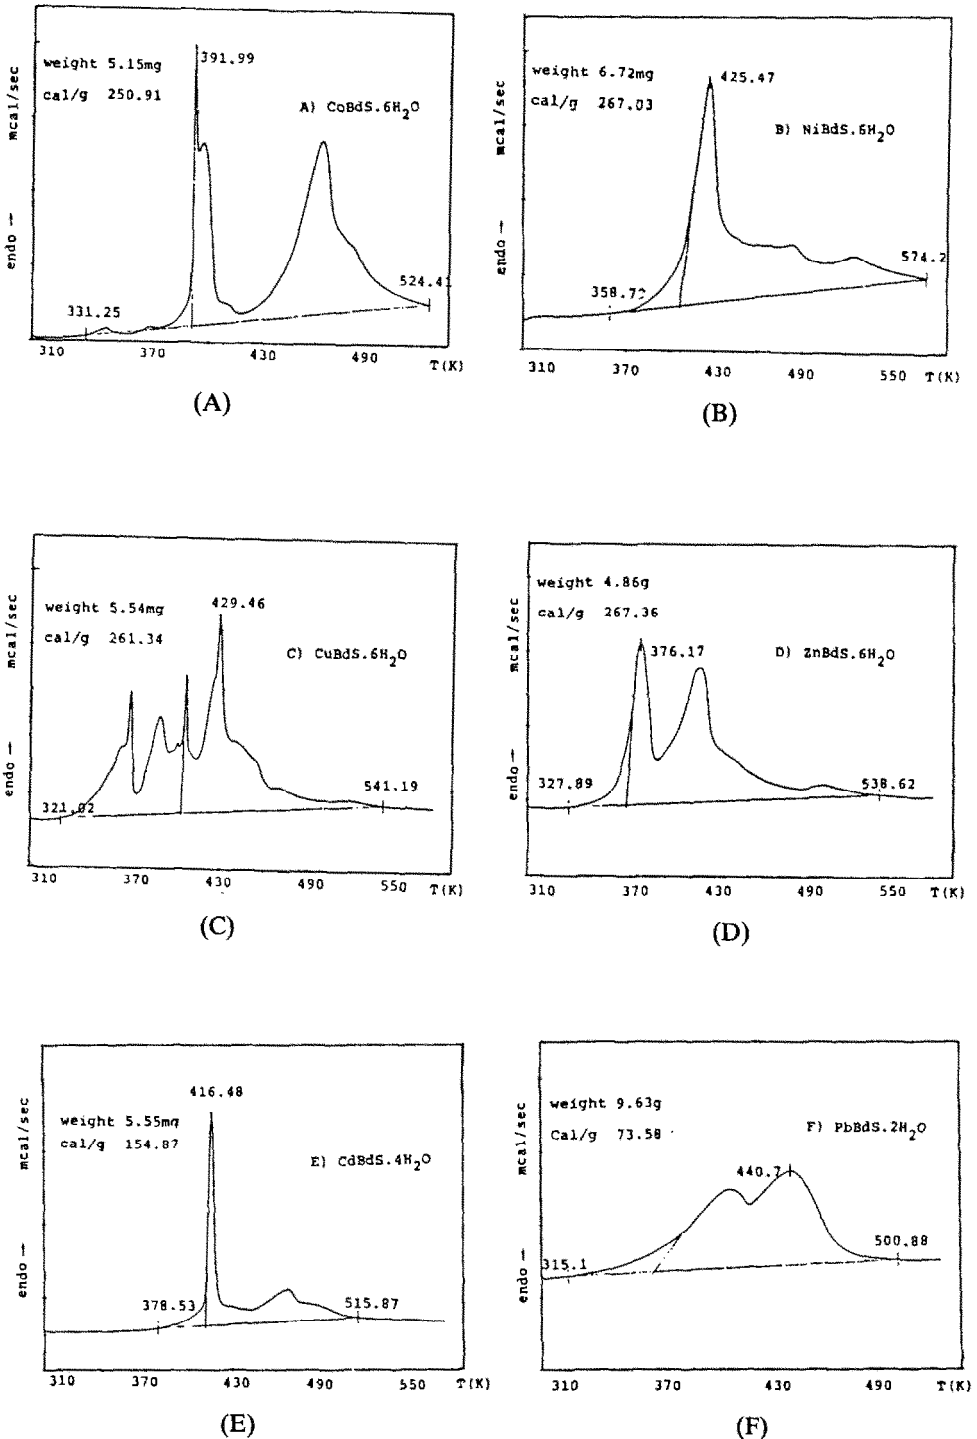 mcal/sec
endo →
weight 5.15mg
cal/g 250.91
391.99
A) CoBdS.6H2O
331.25
524.41
310 370 430 490 T(K)
(A)
mcal/sec
endo →
weight 6.72mg
cal/g 267.03
425.47
B) NiBdS.6H2O
358.72
574.2
310 370 430 490 550 T(K)
(B)
mcal/sec
endo →
weight 5.54mg
cal/g 261.34
429.46
C) CuBdS.6H2O
321.02
541.19
310 370 430 490 550 T(K)
(C)
mcal/sec
endo→
weight 4.86g
cal/g 267.36
376.17
D) ZnBdS.6H2O
327.89
538.62
310 370 430 490 T(K)
(D)
mcal/sec
endo →
416.48
weight 5.55mg
cal/g 154.87
E) CdBdS.4H2O
378.53
515.87
310 370 430 490 550 T(K)
(E)
mcal/sec
endo →
weight 9.63g
Cal/g 73.58
F) PbBdS.2H2O
440.7
315.1
500.88
310 370 430 490 T(K)
(F)